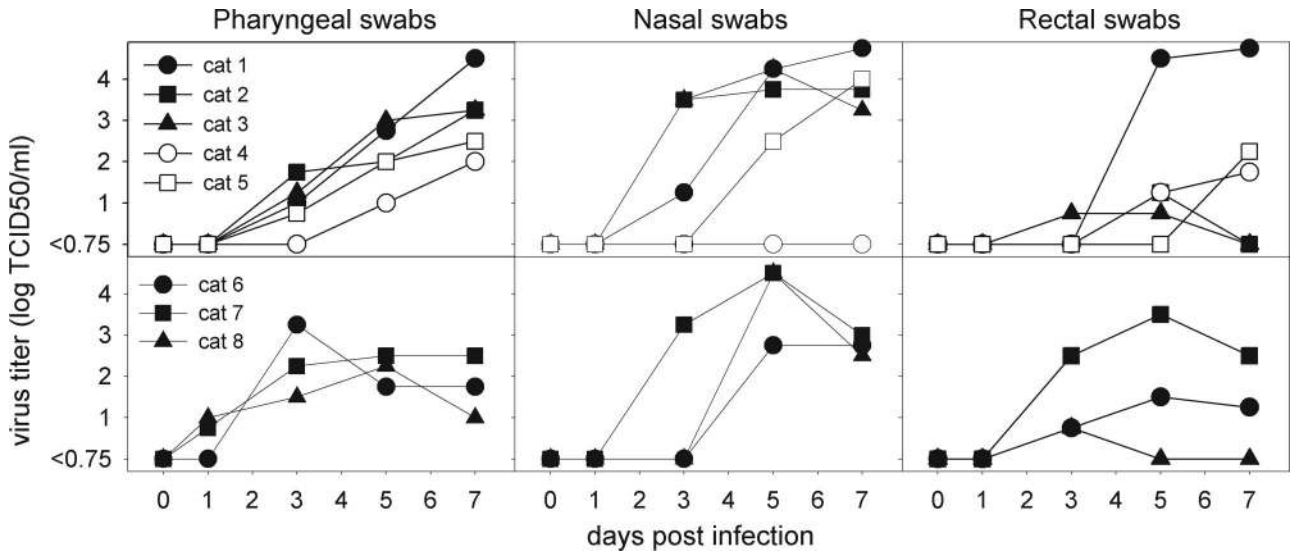 Pharyngeal swabs Nasal swabs Rectal swabs
cat 1
cat 2
cat 3
cat 4
cat 5
4
3
2
1
<0.75
cat 6
cat 7
cat 8
4
3
2
1
<0.75
virus titer (log TCID50/ml)
0 1 2 3 4 5 6 7 0 1 2 3 4 5 6 7 0 1 2 3 4 5 6 7
days post infection